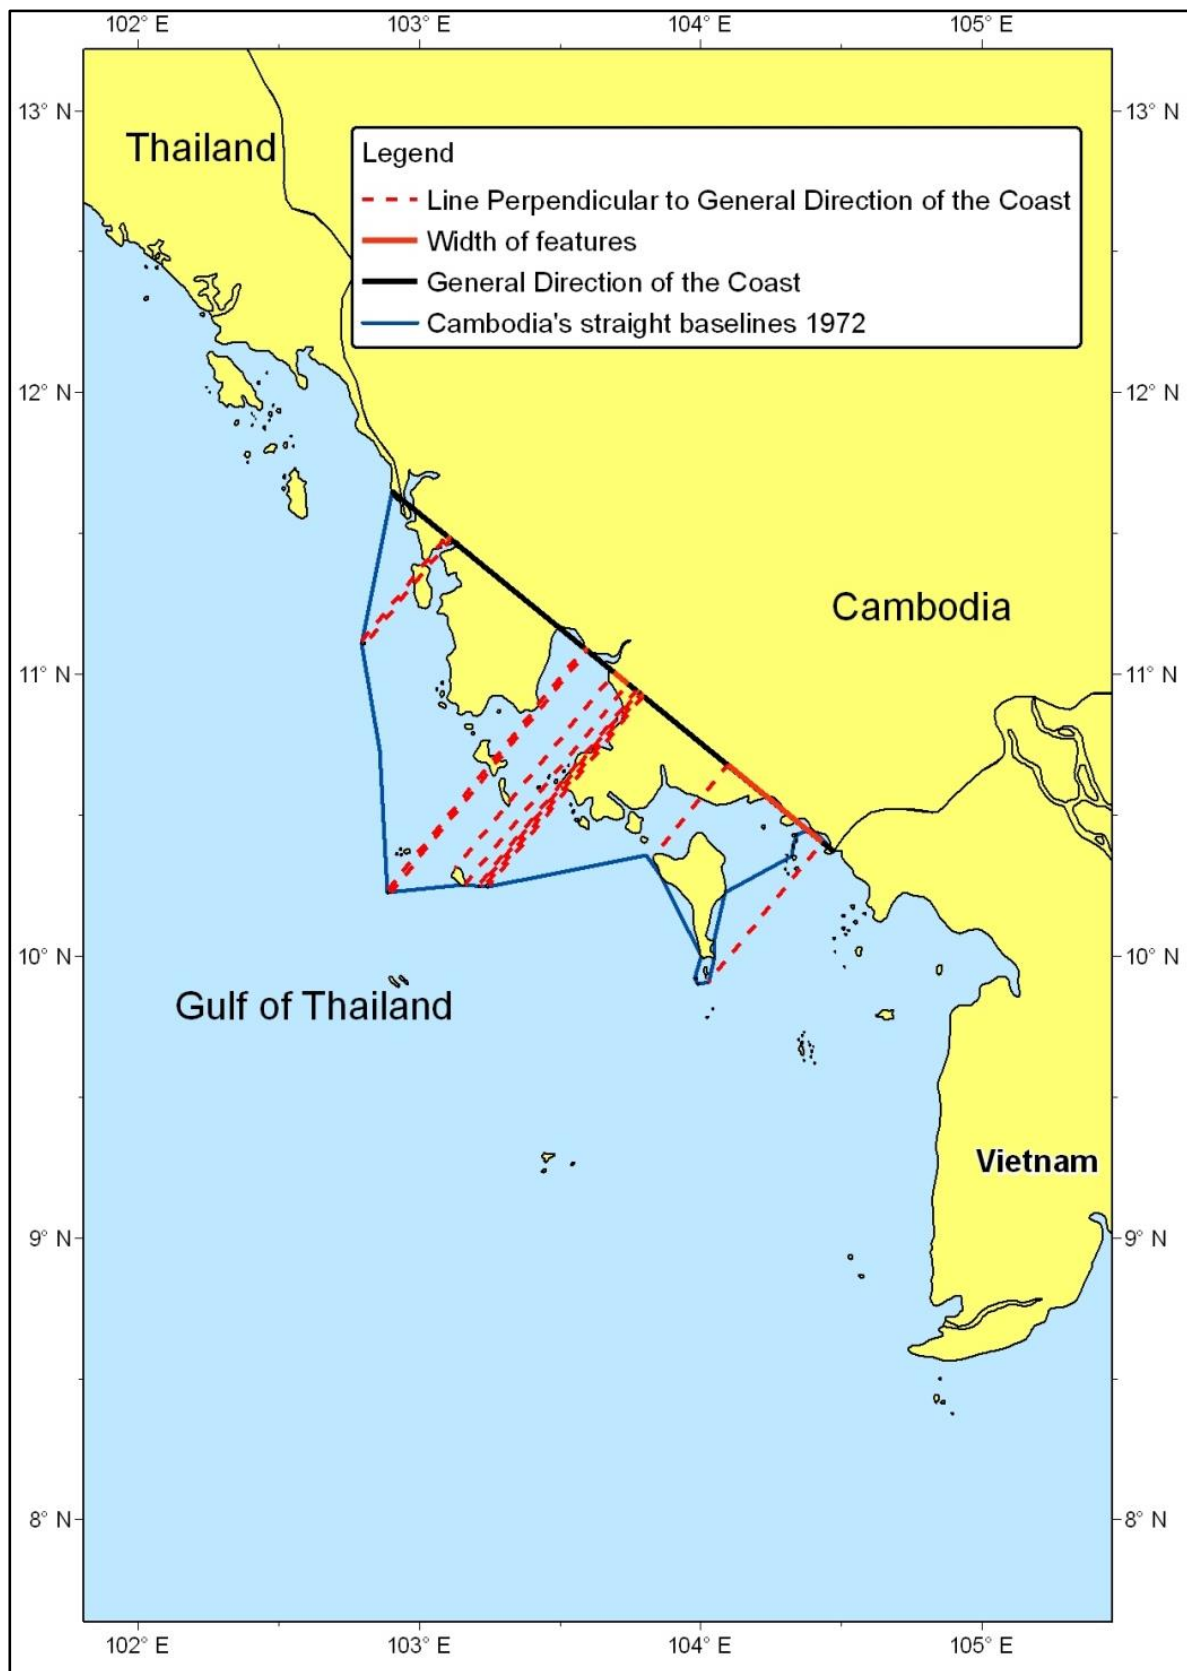 102° E 103° E 104° E 105° E
13° N 13° N
Thailand
Legend
Line Perpendicular to General Direction of the Coast
Width of features
General Direction of the Coast
Cambodia's straight baselines 1972
12° N 12° N
Cambodia
11° N 11° N
10° N 10° N
Gulf of Thailand
Vietnam
9° N 9° N
8° N 8° N
102° E 103° E 104° E 105° E